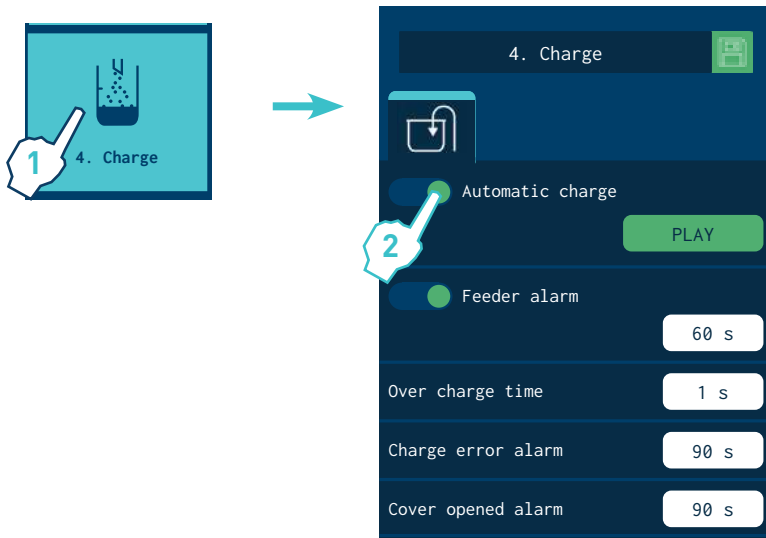 1
4. Charge
4. Charge
Automatic charge
2
PLAY
Feeder alarm
60 s
Over charge time
1 s
Charge error alarm
90 s
Cover opened alarm
90 s